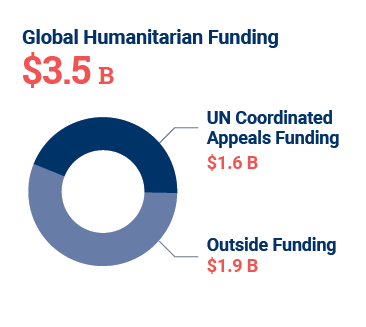 Global Humanitarian Funding
$3.5 B
UN Coordinated
Appeals Funding
$1.6 B
Outside Funding
$1.9 B